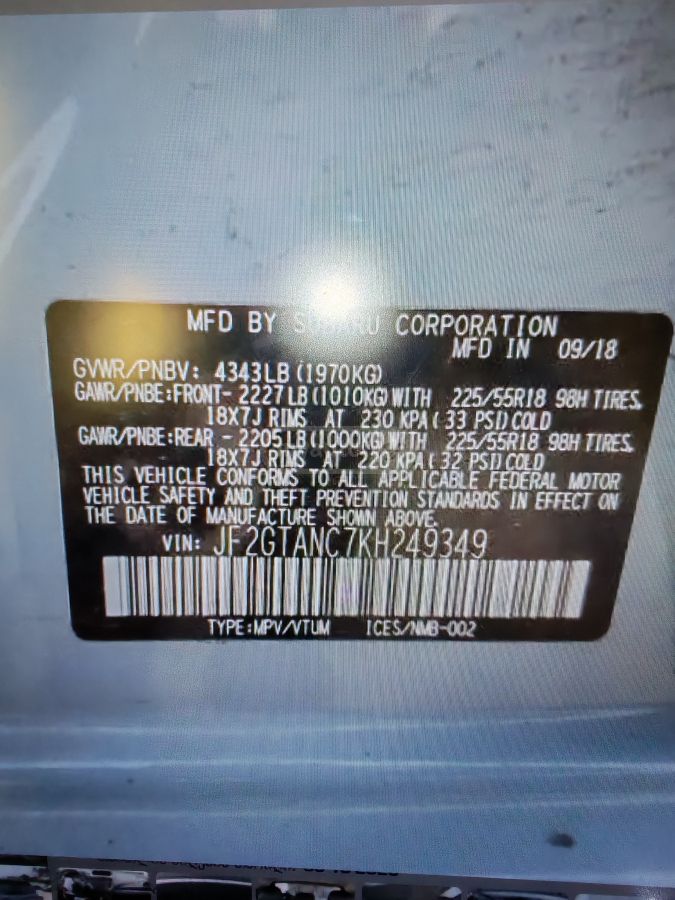 MFD BY SUBARU CORPORATION
MFD IN 09/18
GVWR/PNBV: 4343LB(1970KG)
GAWR/PNBE:FRONT- 2227LB(1010KG)WITH 225/55R18 98H TIRES.
18X7J RIMS AT 230 KPA(33 PSI)COLD
GAWR/PNBE:REAR - 2205LB(1000KG)WITH 225/55R18 98H TIRES.
18X7J RIMS AT 220 KPA(32 PSI)COLD
THIS VEHICLE CONFORMS TO ALL APPLICABLE FEDERAL MOTOR
VEHICLE SAFETY AND THEFT PREVENTION STANDARDS IN EFFECT ON
THE DATE OF MANUFACTURE SHOWN ABOVE.
VIN: JF2GTANC7KH249349
TYPE:MPV/VTUM ICES/NMB-002